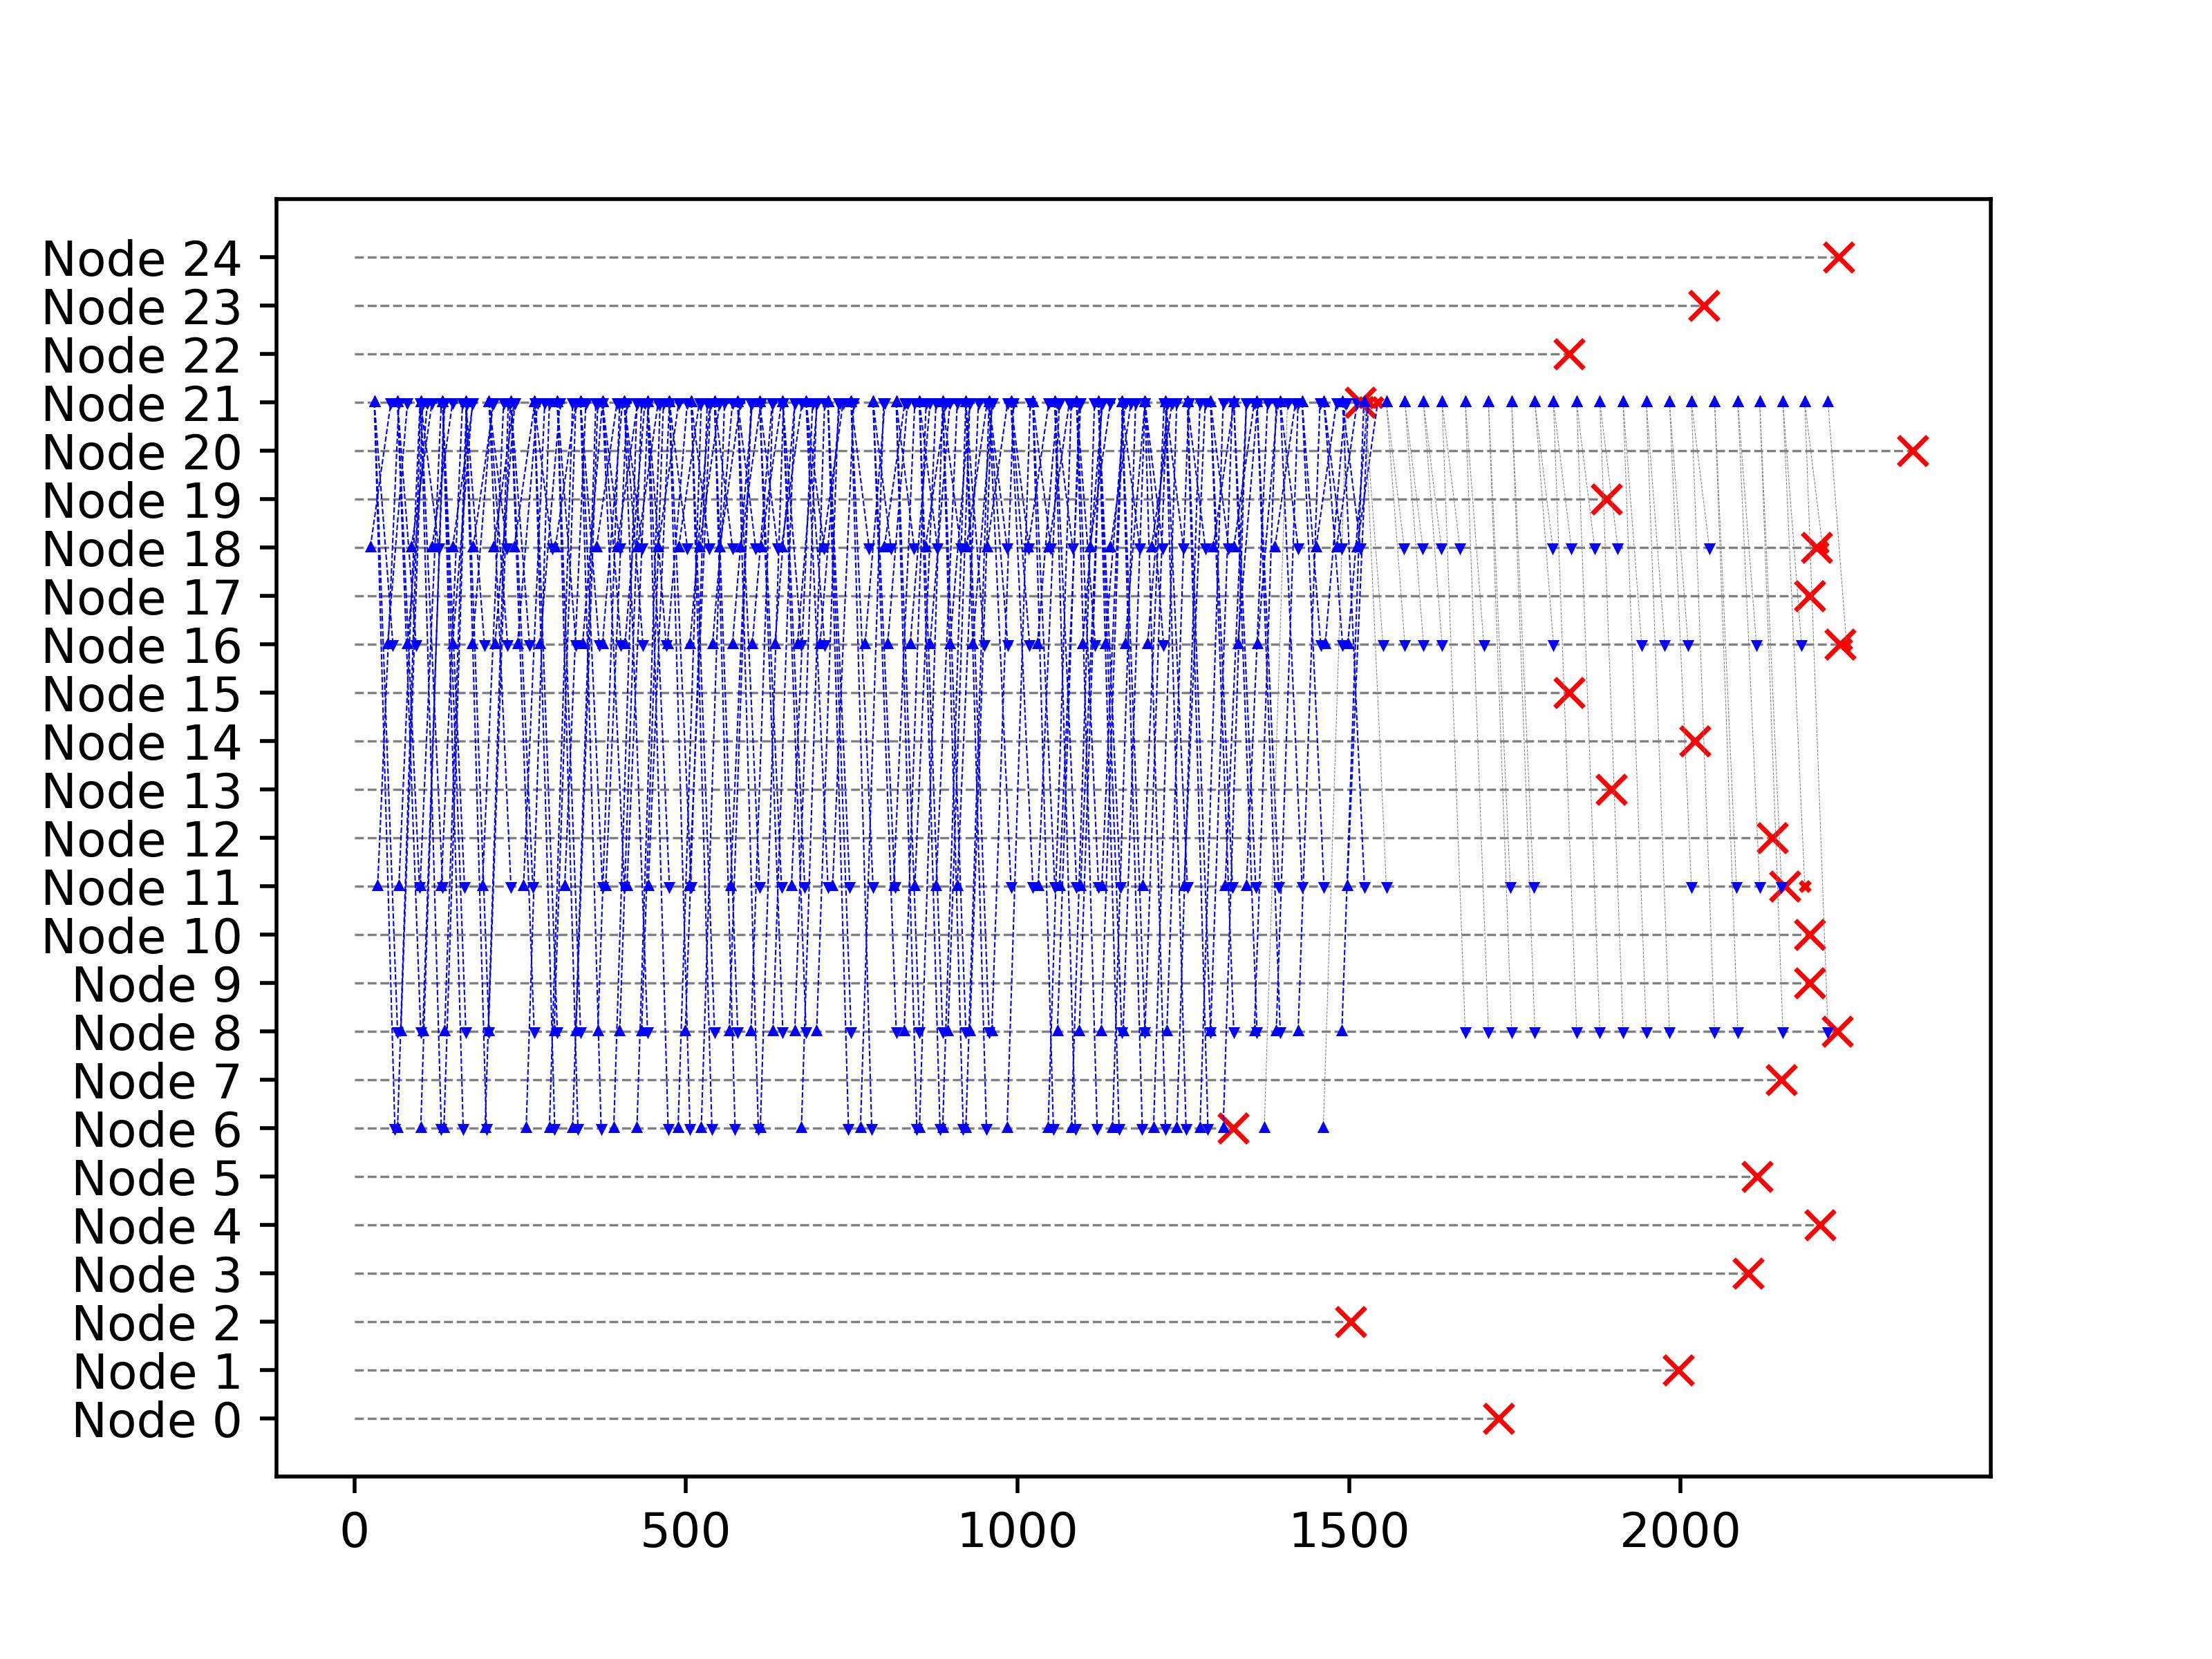 Node 24
Node 23
Node 22
Node 21
Node 20
Node 19
Node 18
Node 17
Node 16
Node 15
Node 14
Node 13
Node 12
Node 11
Node 10
Node 9
Node 8
Node 7
Node 6
Node 5
Node 4
Node 3
Node 2
Node 1
Node 0
0 500 1000 1500 2000